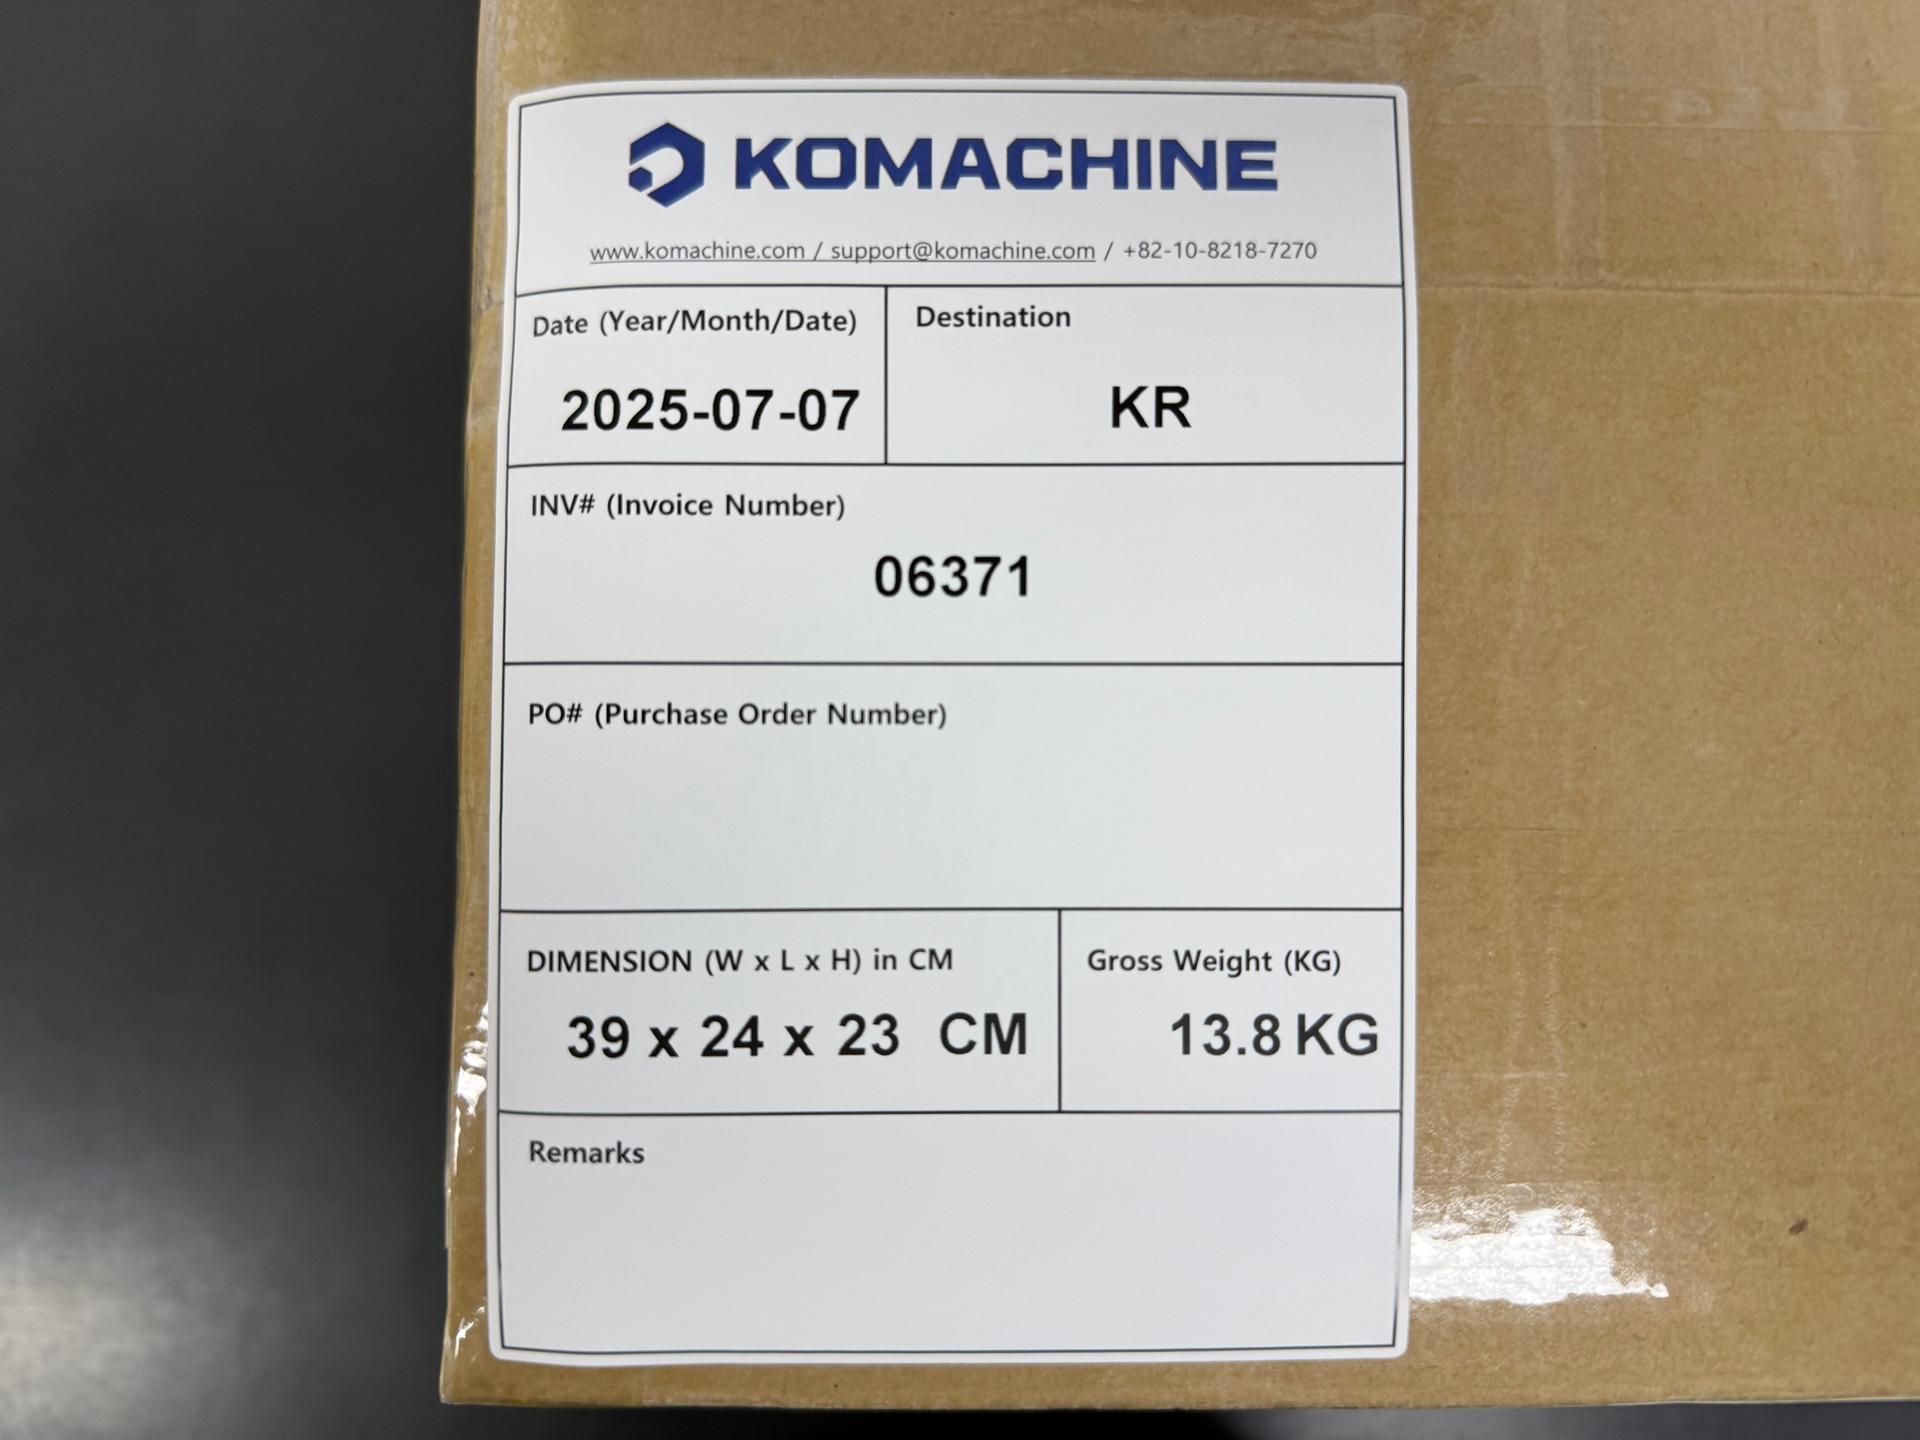 KOMACHINE
www.komachine.com / support@komachine.com / +82-10-8218-7270
Date (Year/Month/Date)
2025-07-07
Destination
KR
INV# (Invoice Number)
06371
PO# (Purchase Order Number)
DIMENSION (W x L x H) in CM
39 x 24 x 23 CM
Gross Weight (KG)
13.8 KG
Remarks